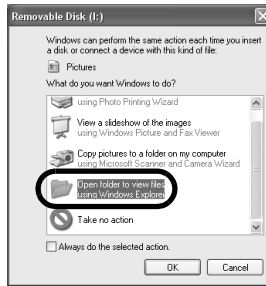 Removable Disk (I:)
Windows can perform the same action each time you insert
a disk or connect a device with this kind of file:
Pictures
What do you want Windows to do?
using Photo Printing Wizard
View a slideshow of the images
using Windows Picture and Fax Viewer
Copy pictures to a folder on my computer
using Microsoft Scanner and Camera Wizard
Open folder to view files
using Windows Explorer
Take no action
Always do the selected action.
OK
Cancel